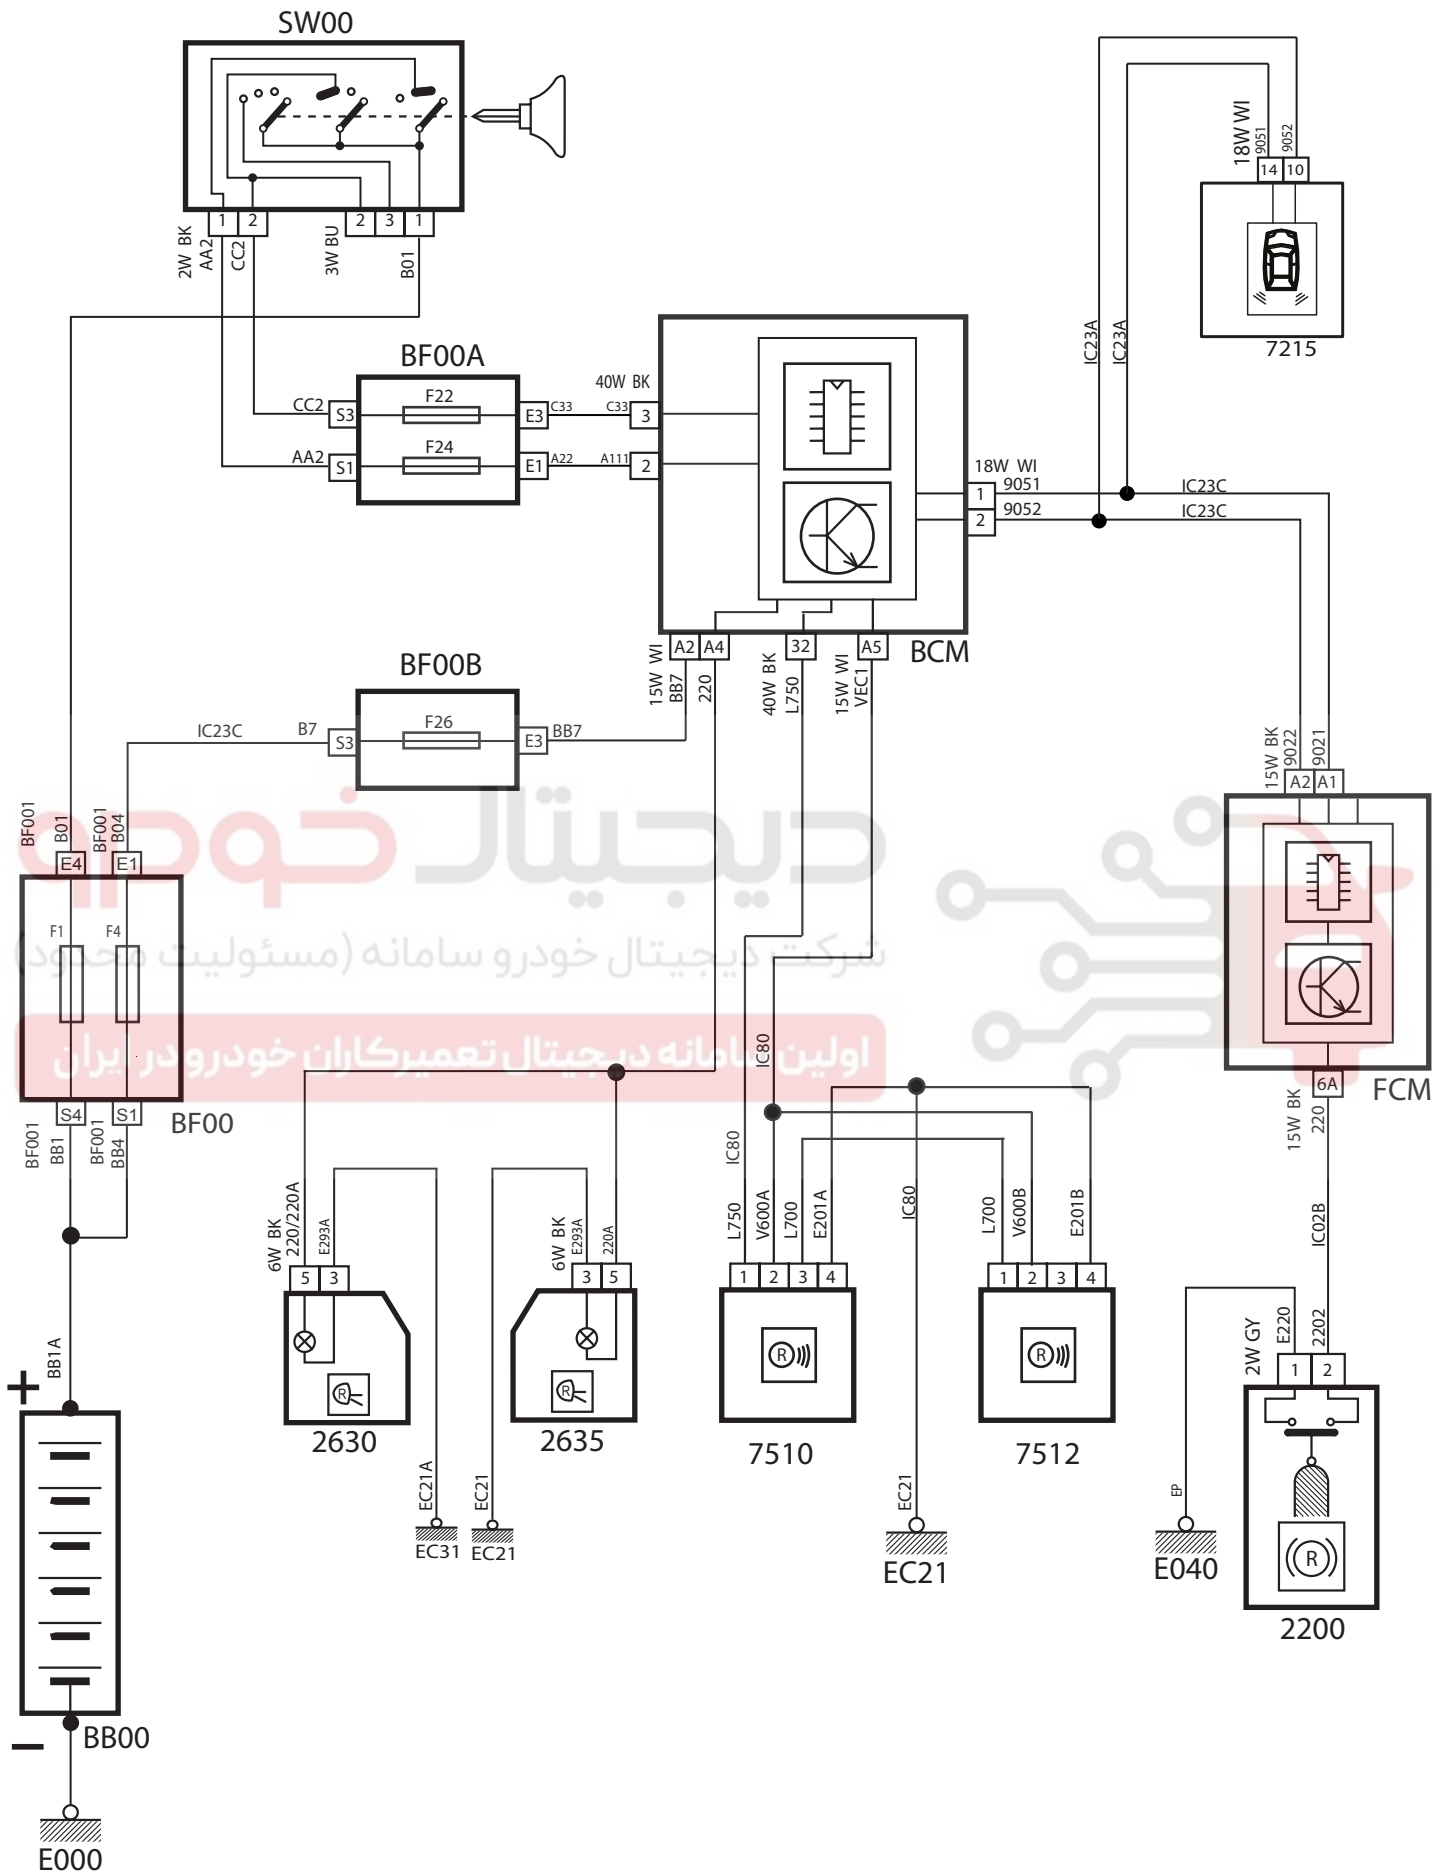 SW00
1
2
2
3
1
2W BK
AA2
CC2
3W BU
B01
18W WI
9051
9052
14
10
7215
IC23A
IC23A
BF00A
CC2
S3
F22
E3
C33
C33
40W BK
3
AA2
S1
F24
E1
A22
A111
2
18W WI
1
9051
IC23C
2
9052
IC23C
BCM
A2
A4
32
A5
15W WI
BB7
220
40W BK
L750
15W WI
VEC1
BF00B
IC23C
B7
S3
F26
E3
BB7
15W BK
9022
9021
A2
A1
BF001
B01
BF001
B04
E4
E1
F1
F4
S4
S1
BF00
BF001
BB1
BF001
BB4
دیجیتال خودرو
شرکت دیجیتال خودرو سامانه (مسئولیت محدود)
اولین سامانه دیجیتال تعمیرکاران خودرو در ایران
FCM
6A
15W BK
220
IC02B
IC80
IC80
IC80
6W BK
220/220A
E293A
5
3
2630
6W BK
E293A
220A
3
5
2635
R
R
EC21A
EC21
EC31
EC21
L750
V600A
L700
E201A
1
2
3
4
R
7510
L700
V600B
E201B
1
2
3
4
R
7512
EC21
EC21
2W GY
E220
2202
1
2
R
2200
EP
E040
BB1A
+
BB00
−
E000